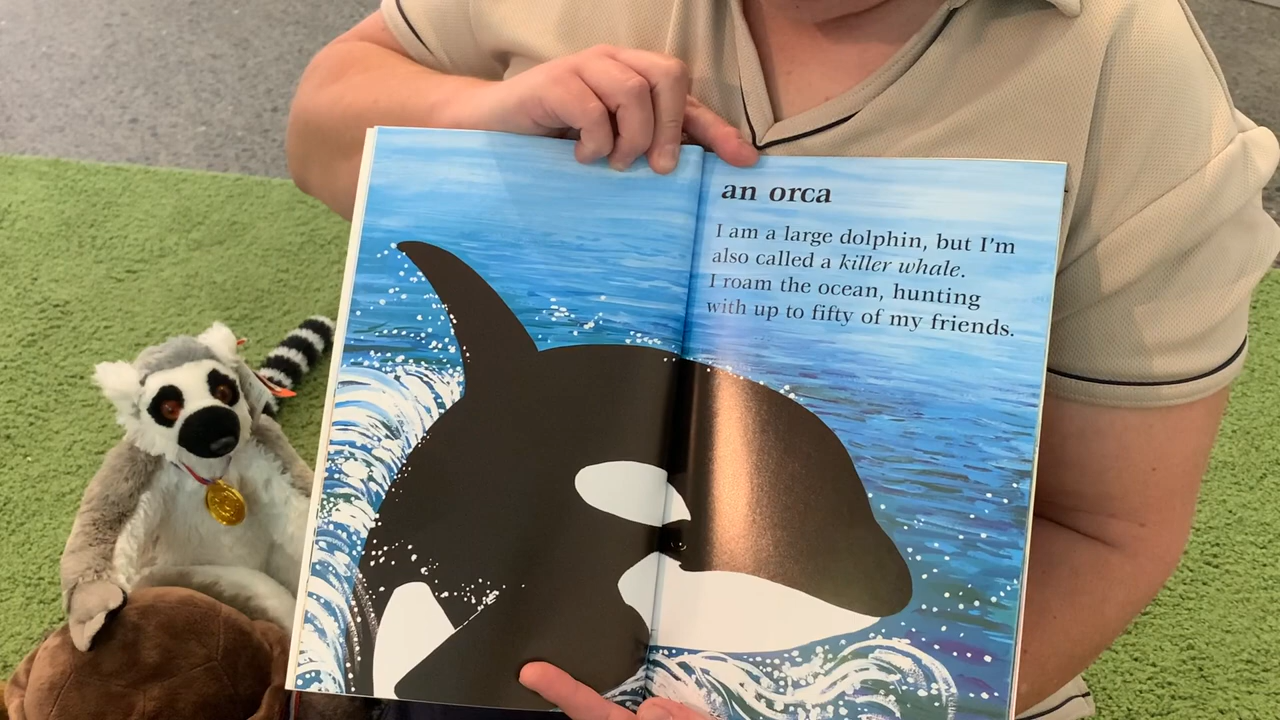 an orca
I am a large dolphin, but I'm
also called a killer whale.
I roam the ocean, hunting
with up to fifty of my friends.